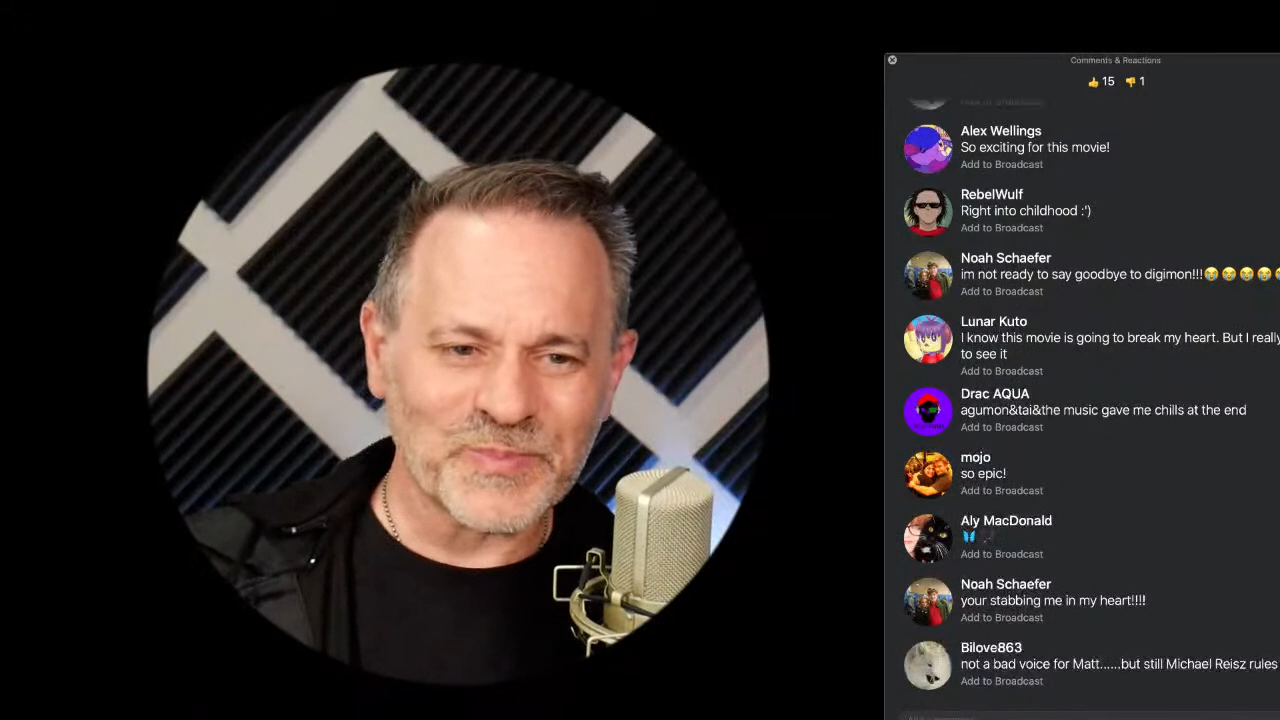 Comments & Reactions
👍 15 👎 1
Add to Broadcast
Alex Wellings
So exciting for this movie!
Add to Broadcast
RebelWulf
Right into childhood :')
Add to Broadcast
Noah Schaefer
im not ready to say goodbye to digimon!!!😭😭😭😭
Add to Broadcast
Lunar Kuto
I know this movie is going to break my heart. But I really
to see it
Add to Broadcast
Drac AQUA
agumon&tai&the music gave me chills at the end
Add to Broadcast
mojo
so epic!
Add to Broadcast
Aly MacDonald
Add to Broadcast
Noah Schaefer
your stabbing me in my heart!!!!
Add to Broadcast
Bilove863
not a bad voice for Matt......but still Michael Reisz rules
Add to Broadcast